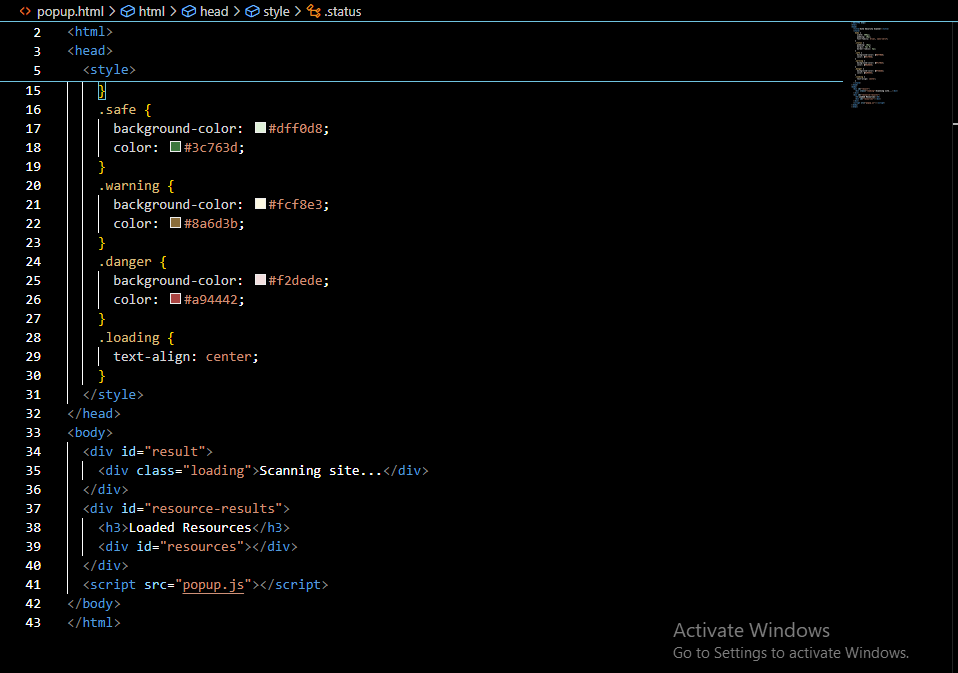 popup.html > html > head > style > .status
2 <html>
3 <head>
5 <style>
15 }
16 .safe {
17 background-color: #dff0d8;
18 color: #3c763d;
19 }
20 .warning {
21 background-color: #fcf8e3;
22 color: #8a6d3b;
23 }
24 .danger {
25 background-color: #f2dede;
26 color: #a94442;
27 }
28 .loading {
29 text-align: center;
30 }
31 </style>
32 </head>
33 <body>
34 <div id="result">
35 <div class="loading">Scanning site...</div>
36 </div>
37 <div id="resource-results">
38 <h3>Loaded Resources</h3>
39 <div id="resources"></div>
40 </div>
41 <script src="popup.js"></script>
42 </body>
43 </html>
Activate Windows
Go to Settings to activate Windows.